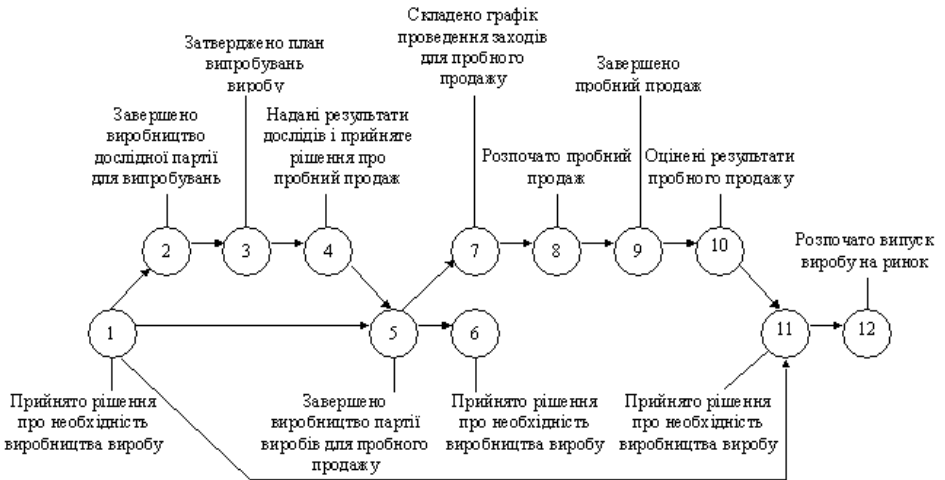 Складено графік
проведення заходів
для пробного
продажу
Затверджено план
випробувань
виробу
Завершено
пробний продаж
Завершено
виробництво
дослідної партії
для випробувань
Надані результати
дослідів і прийняте
рішення про
пробний продаж
Розпочато пробний
продаж
Оцінені результати
пробного продажу
Розпочато випуск
виробу на ринок
2
3
4
7
8
9
10
1
5
6
11
12
Прийнято рішення
про необхідність
виробництва виробу
Завершено
виробництво партії
виробів для пробного
продажу
Прийнято рішення
про необхідність
виробництва виробу
Прийнято рішення
про необхідність
виробництва виробу